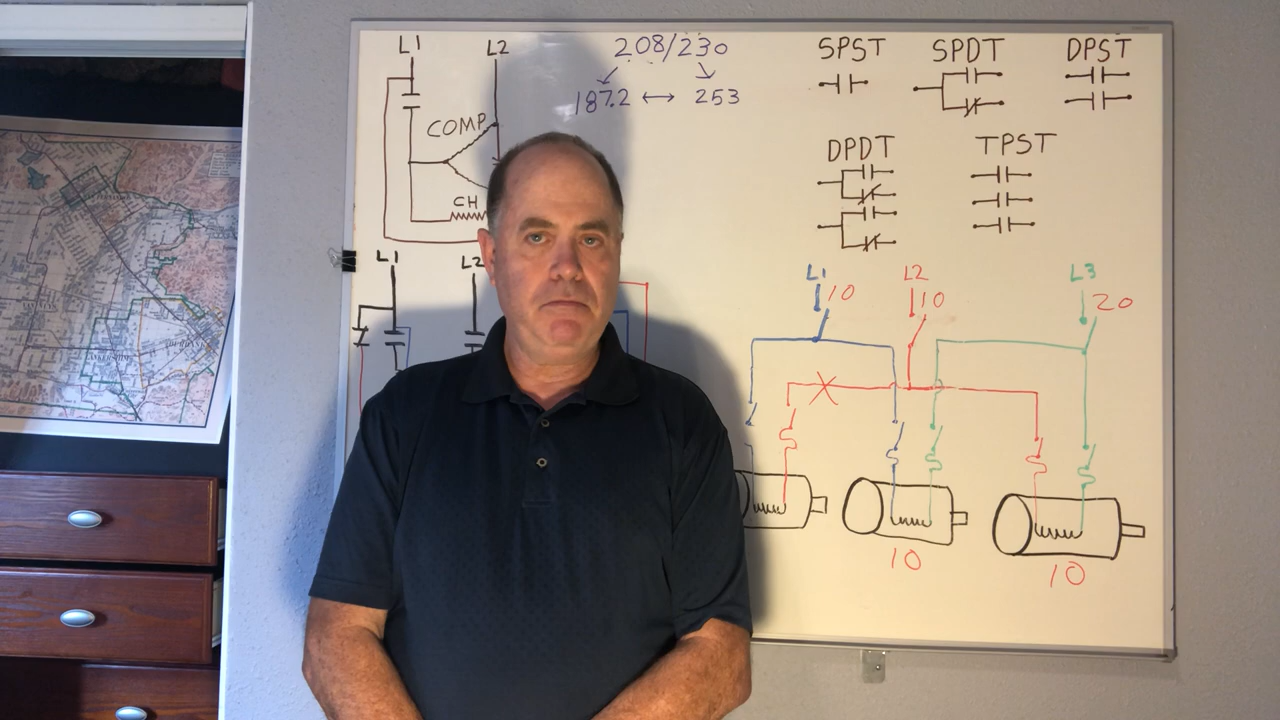 L1
L2
208/230
187.2 ↔ 253
COMP
CH
SPST
SPDT
DPST
DPDT
TPST
L1
L2
L1
10
L2
10
L3
20
10
10